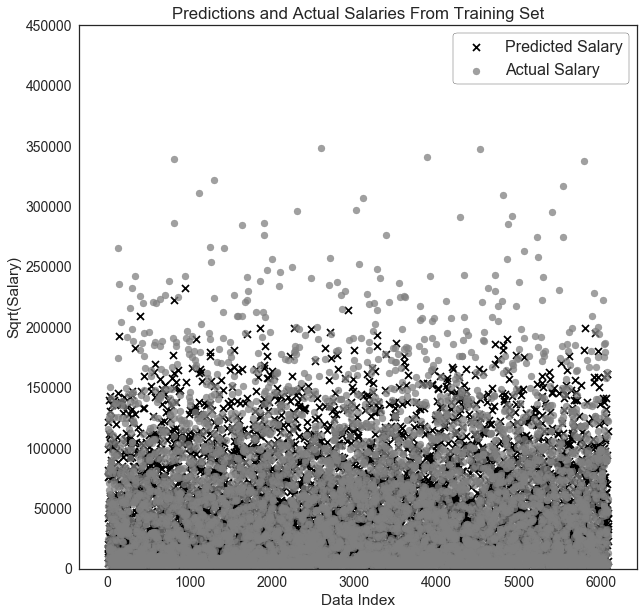 Predictions and Actual Salaries From Training Set
450000
400000
350000
300000
250000
200000
150000
100000
50000
0
Sqrt(Salary)
Predicted Salary
Actual Salary
0 1000 2000 3000 4000 5000 6000
Data Index